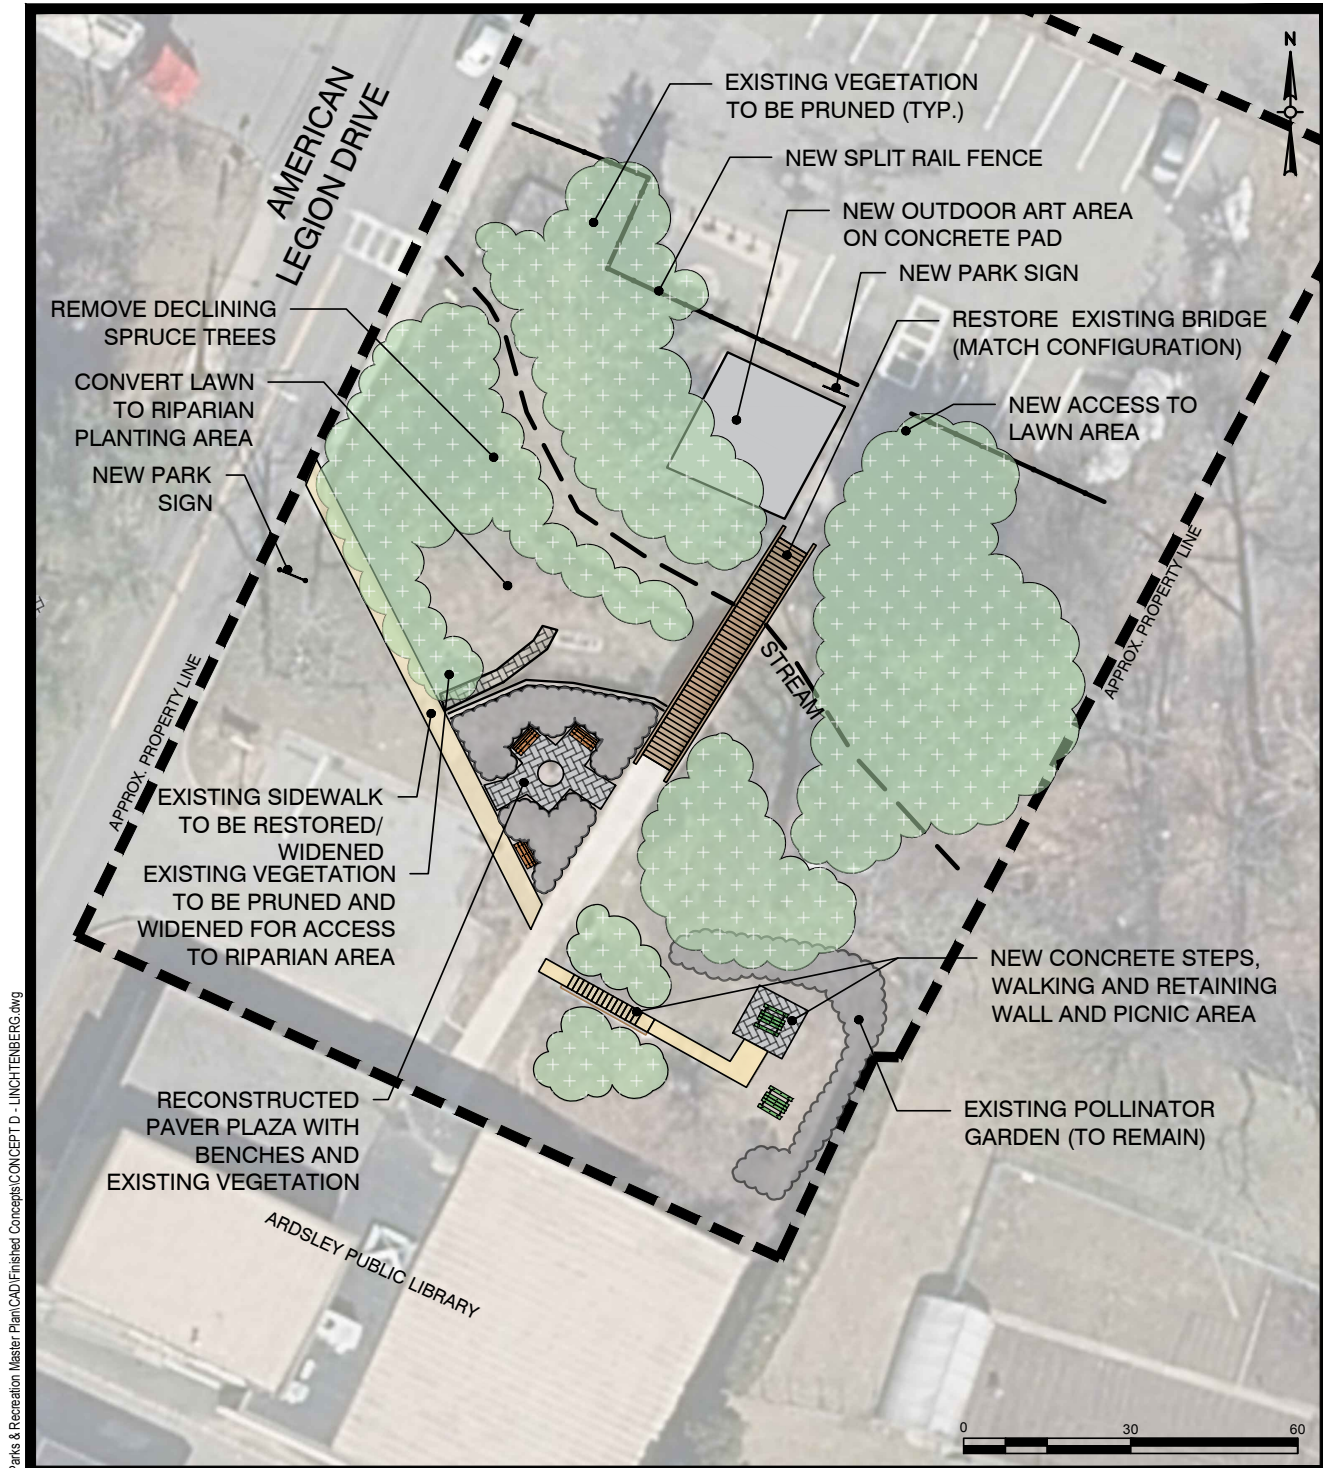 N
EXISTING VEGETATION
TO BE PRUNED (TYP.)
NEW SPLIT RAIL FENCE
NEW OUTDOOR ART AREA
ON CONCRETE PAD
NEW PARK SIGN
RESTORE EXISTING BRIDGE
(MATCH CONFIGURATION)
NEW ACCESS TO
LAWN AREA
AMERICAN
LEGION DRIVE
REMOVE DECLINING
SPRUCE TREES
CONVERT LAWN
TO RIPARIAN
PLANTING AREA
NEW PARK
SIGN
STREAM
APPROX. PROPERTY LINE
APPROX. PROPERTY LINE
EXISTING SIDEWALK
TO BE RESTORED/
WIDENED
EXISTING VEGETATION
TO BE PRUNED AND
WIDENED FOR ACCESS
TO RIPARIAN AREA
NEW CONCRETE STEPS,
WALKING AND RETAINING
WALL AND PICNIC AREA
RECONSTRUCTED
PAVER PLAZA WITH
BENCHES AND
EXISTING VEGETATION
EXISTING POLLINATOR
GARDEN (TO REMAIN)
ARDSLEY PUBLIC LIBRARY
0 30 60
Parks & Recreation Master Plan\CAD\Finished Concepts\CONCEPT D - LINCHTENBERG.dwg